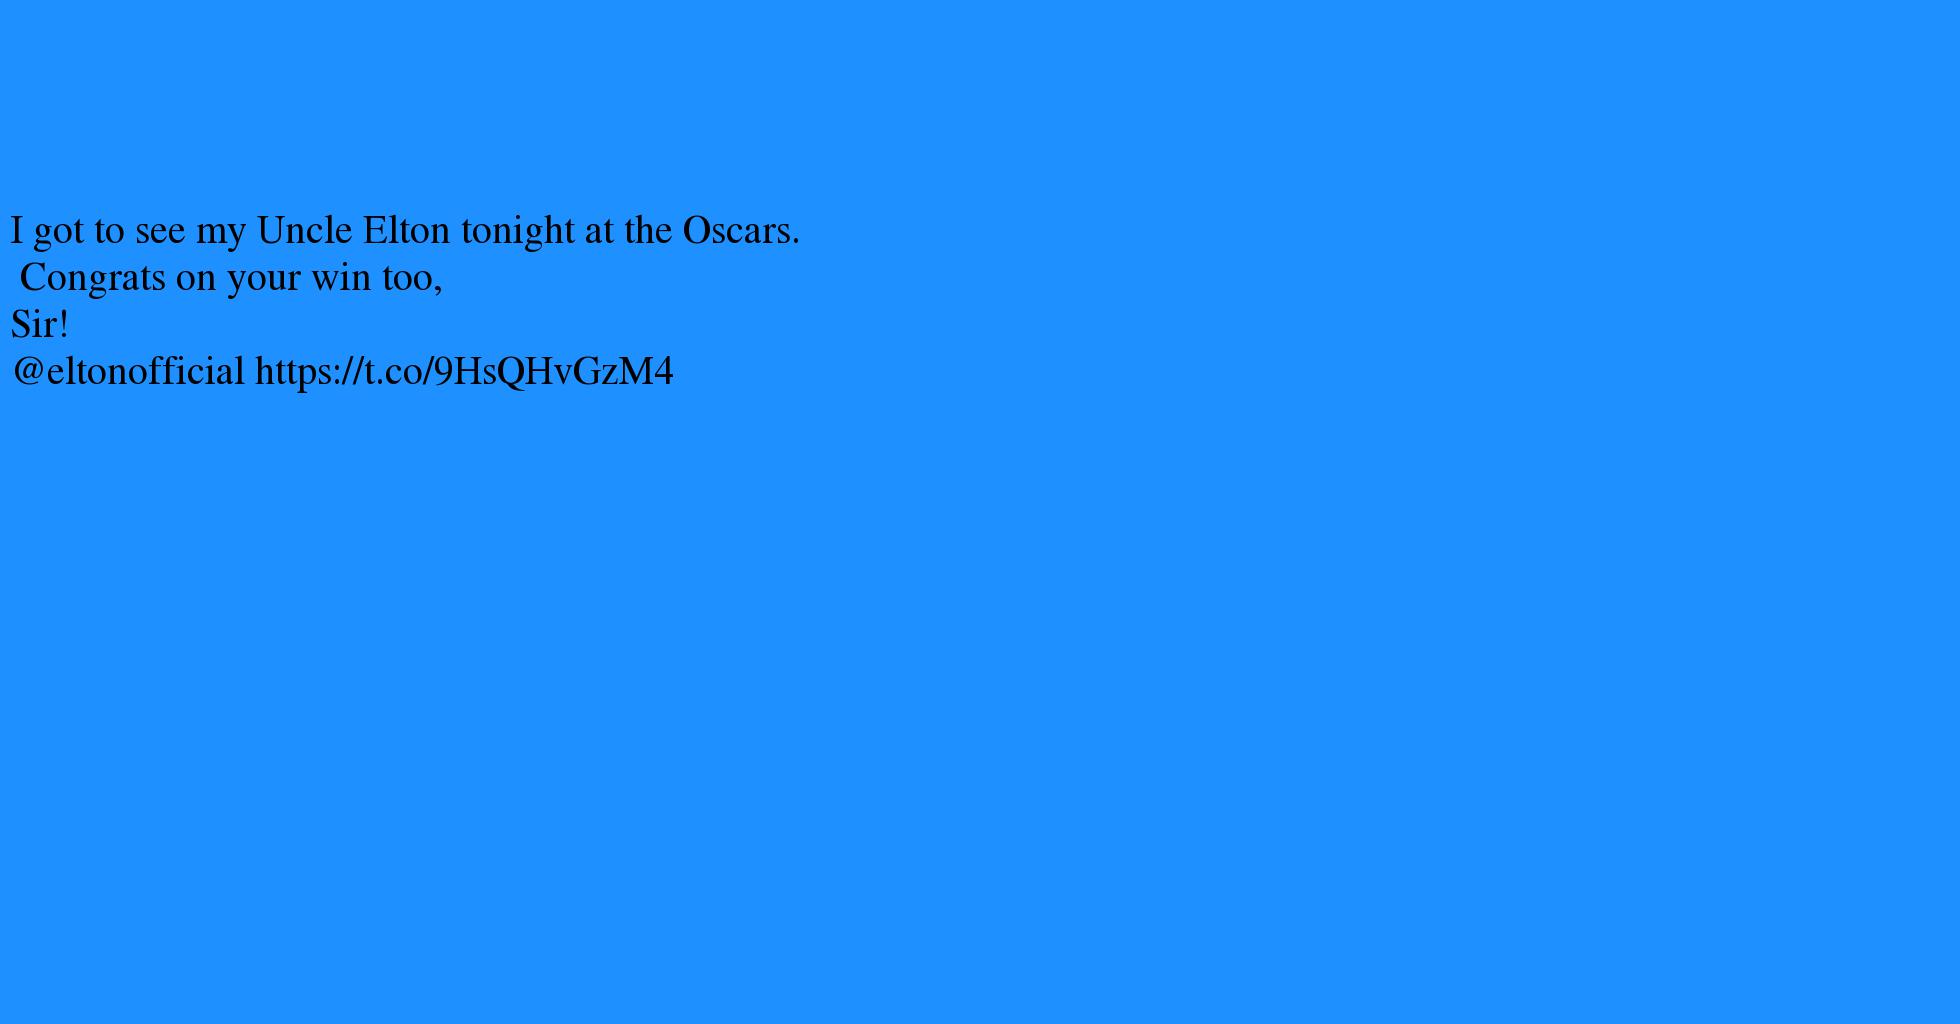 I got to see my Uncle Elton tonight at the Oscars.
Congrats on your win too,
Sir!
@eltonofficial https://t.co/9HsQHvGzM4